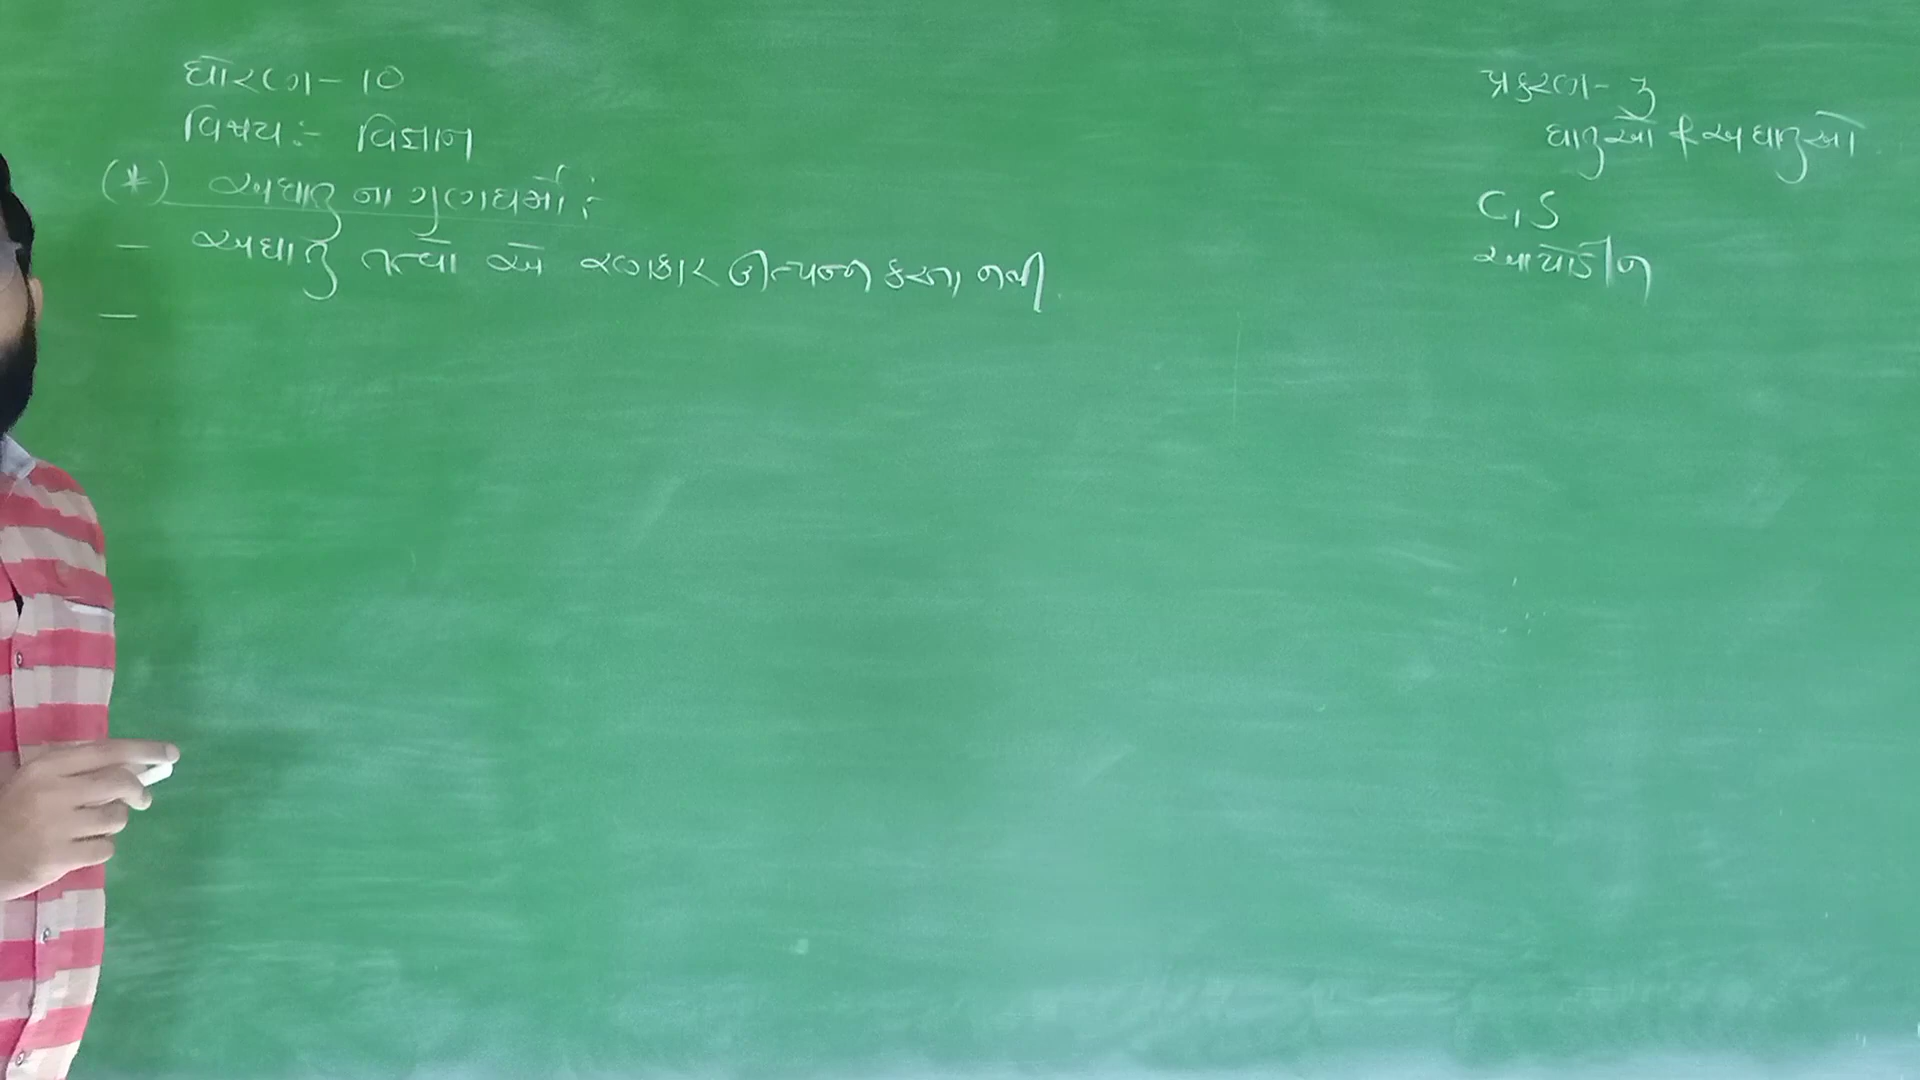 ધોરણ - 10
વિષય :- વિજ્ઞાન
(*) અધાતુ ના ગુણધર્મો :
- અધાતુ તત્વો એ રણકાર ઉત્પન્ન કરતા નથી.
-
પ્રકરણ - 3
ધાતુઓ & અધાતુઓ
C, S
આયોડીન